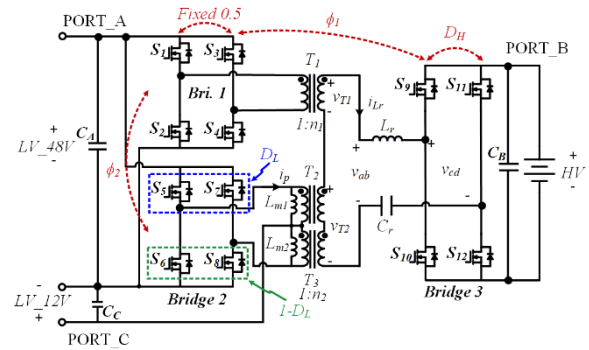 Fixed 0.5
ϕ1
PORT_A
S1
S3
T1
DH
PORT_B
Bri. 1
vT1
iLr
S9
S11
S2
S4
1:n1
Lr
+
+
+
LV_48V
-
CA
ϕ2
DL
ip
T2
vab
vcd
CB
+
HV
-
S5
S7
Lm1
+
S6
S8
Lm2
vT2
-
Cr
-
-
T3
1:n2
S10
S12
-
LV_12V
+
CC
Bridge 2
1-DL
Bridge 3
PORT_C